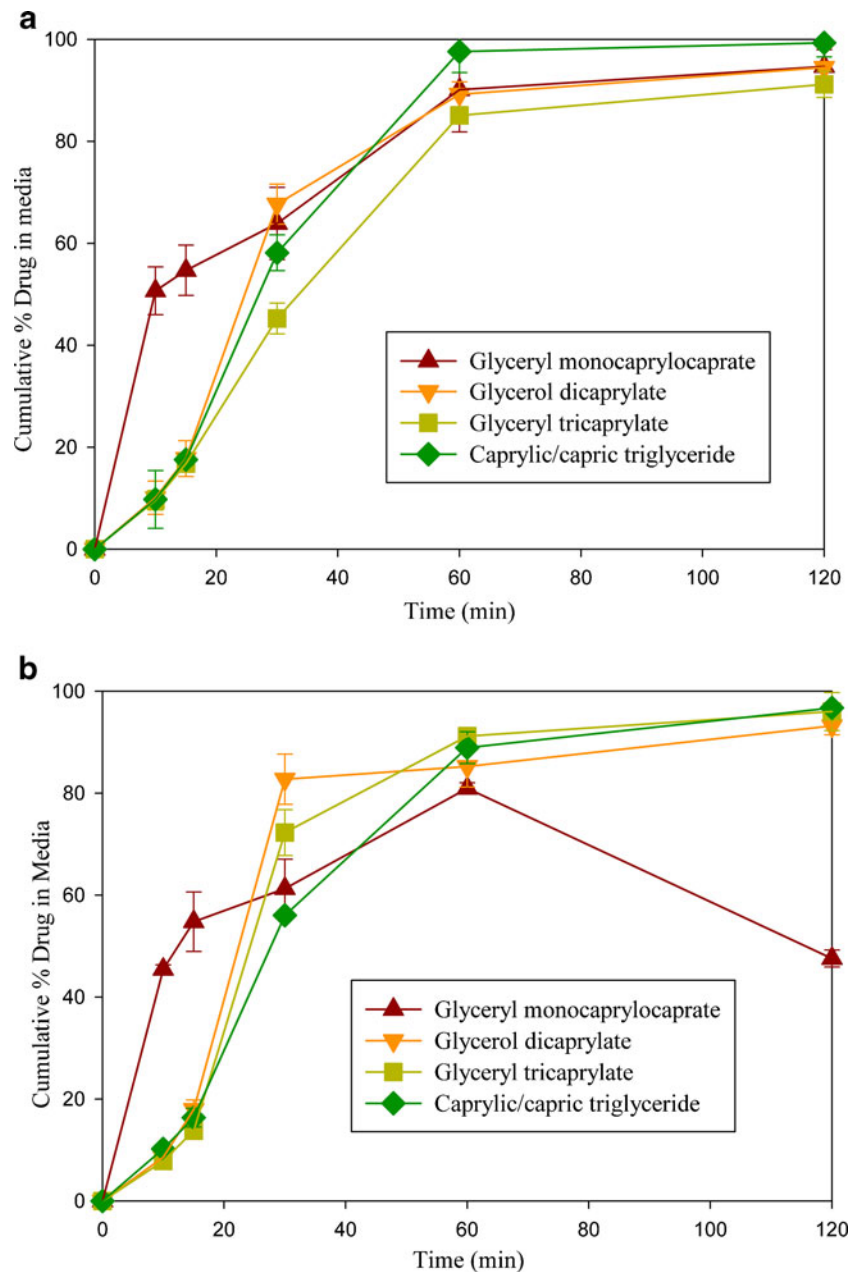 a
100
80
60
40
20
0
Cumulative % Drug in media
Glyceryl monocaprylocaprate
Glycerol dicaprylate
Glyceryl tricaprylate
Caprylic/capric triglyceride
0 20 40 60 80 100 120
Time (min)
b
100
80
60
40
20
0
Cumulative % Drug in Media
Glyceryl monocaprylocaprate
Glycerol dicaprylate
Glyceryl tricaprylate
Caprylic/capric triglyceride
0 20 40 60 80 100 120
Time (min)